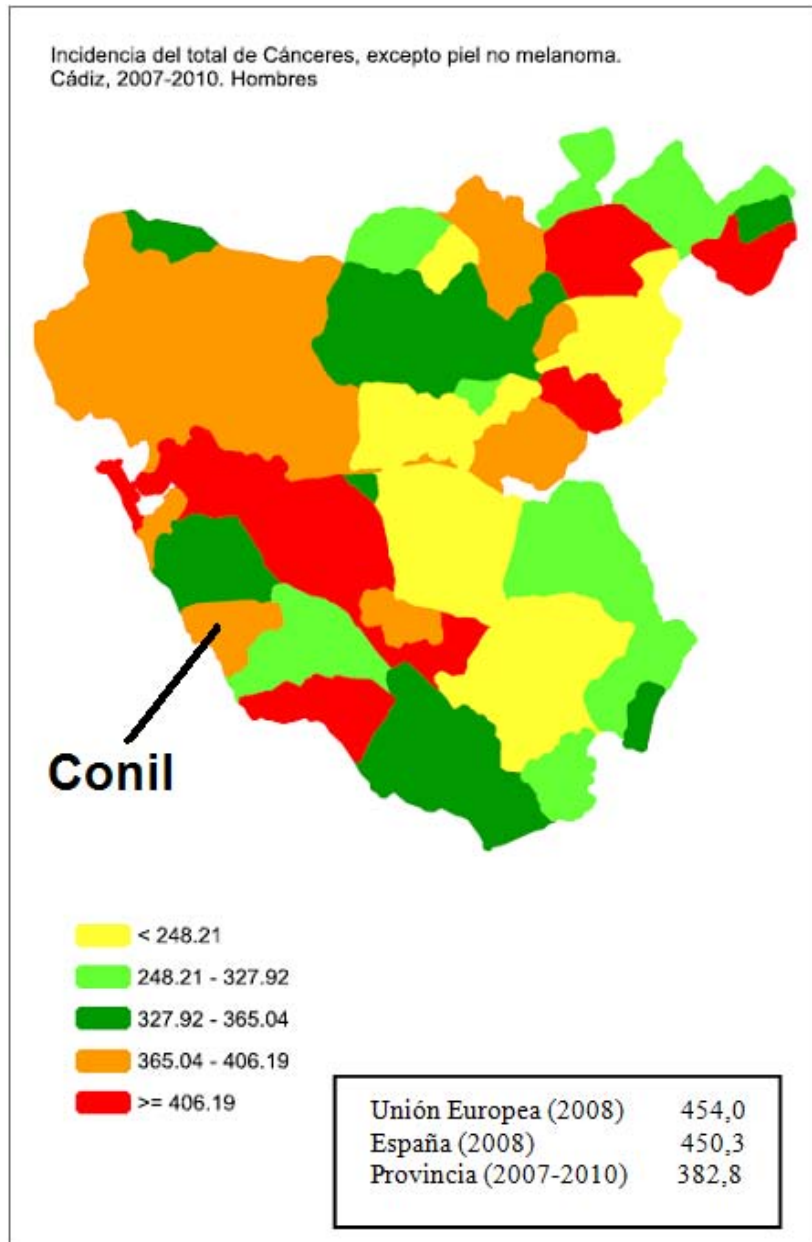 Incidencia del total de Cánceres, excepto piel no melanoma.
Cádiz, 2007-2010. Hombres
Conil
< 248.21
248.21 - 327.92
327.92 - 365.04
365.04 - 406.19
>= 406.19
Unión Europea (2008) 454,0
España (2008) 450,3
Provincia (2007-2010) 382,8